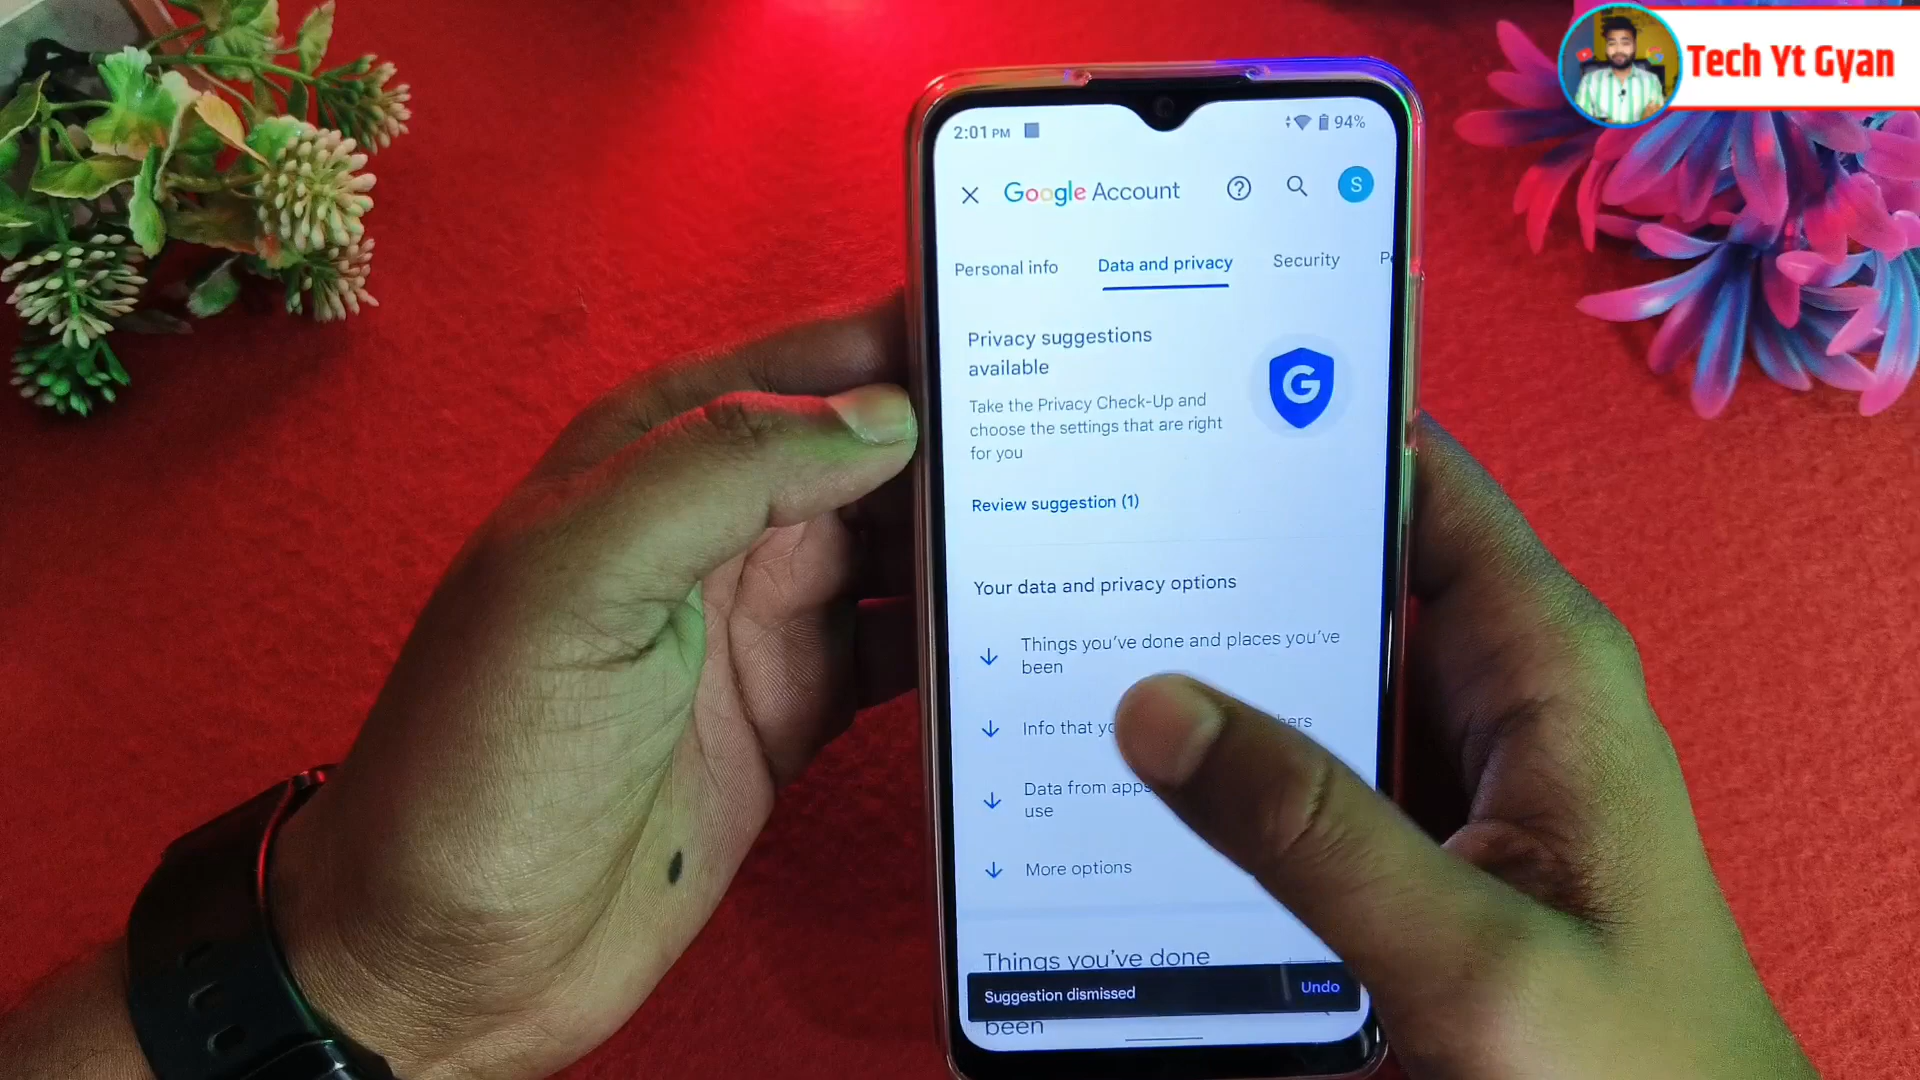 Tech Yt Gyan
2:01 PM
94%
Google Account
S
Personal info
Data and privacy
Security
Privacy suggestions
available
G
Take the Privacy Check-Up and
choose the settings that are right
for you
Review suggestion (1)
Your data and privacy options
Things you've done and places you've
been
Info that
Data from apps
use
More options
Things you've done
Suggestion dismissed
Undo
been